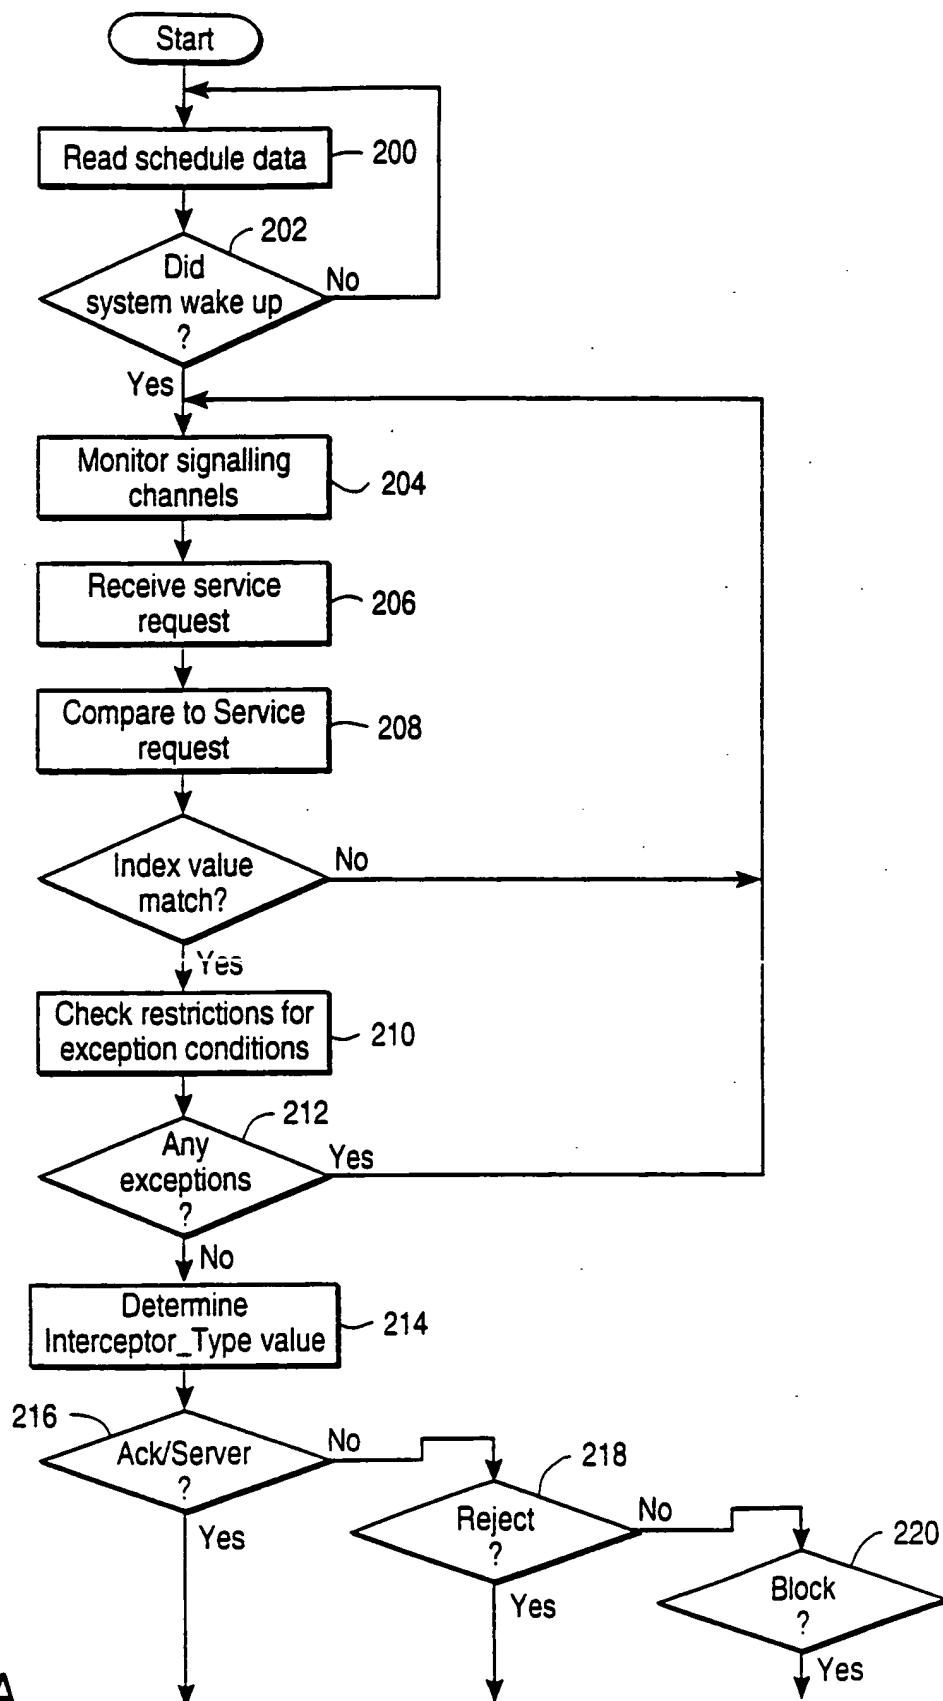 Start
Read schedule data
200
202
Did
system wake up
?
No
Yes
Monitor signalling
channels
204
Receive service
request
206
Compare to Service
request
208
Index value
match?
No
Yes
Check restrictions for
exception conditions
210
212
Any
exceptions
?
Yes
No
Determine
Interceptor_Type value
214
216
Ack/Server
?
No
Yes
218
Reject
?
No
Yes
220
Block
?
Yes
A